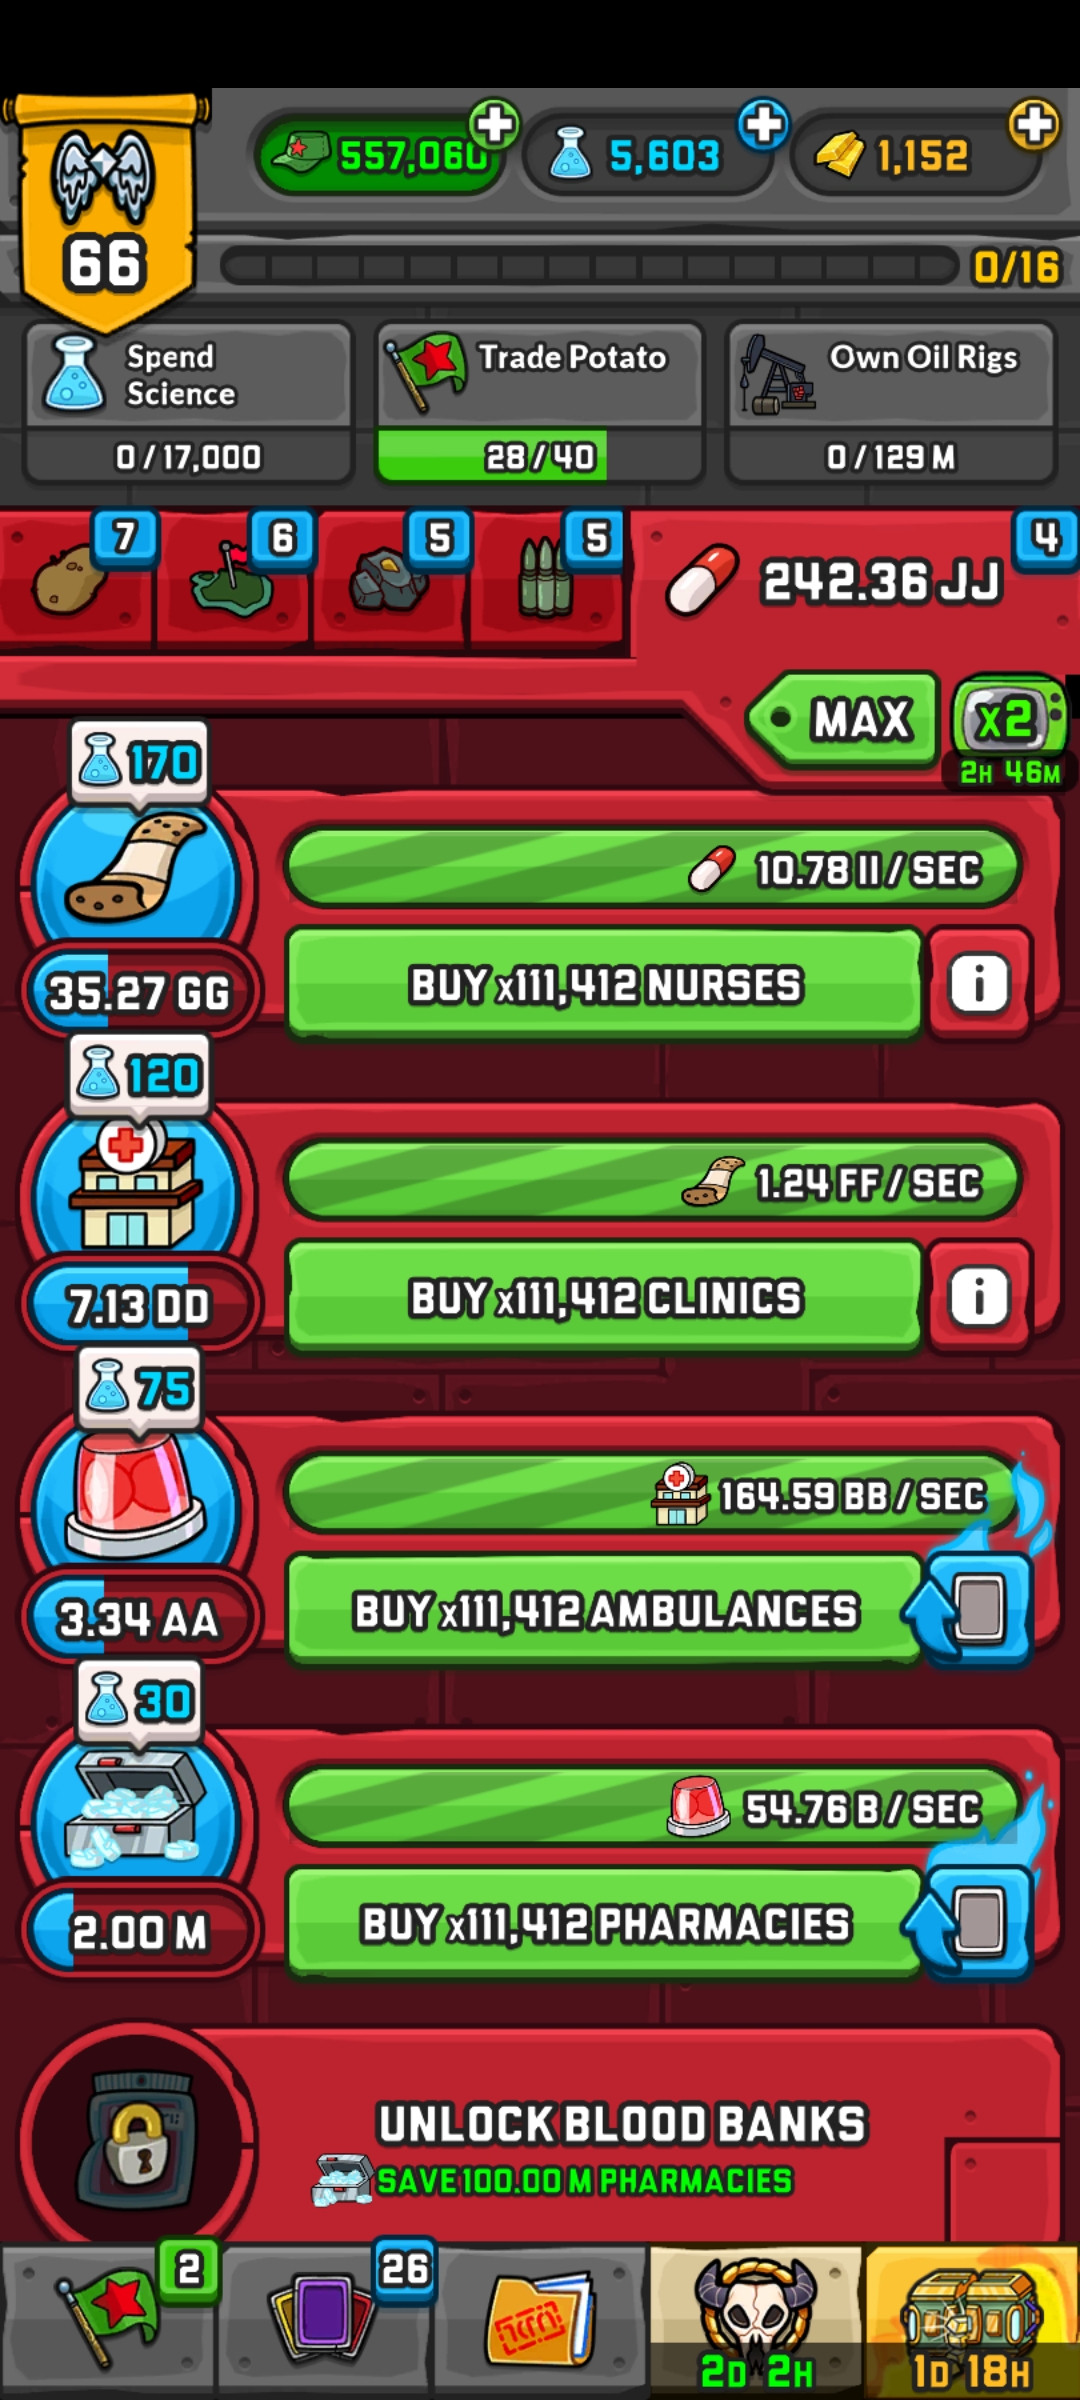 557,060
5,603
1,152
66
0/16
Spend
Science
0/17,000
Trade Potato
28/40
Own Oil Rigs
0/129 M
7
6
5
5
4
242.36 JJ
MAX
x2
2H 46M
170
10.78 II/SEC
35.27 GG
BUY x111,412 NURSES
i
120
1.24 FF/SEC
7.13 DD
BUY x111,412 CLINICS
i
75
164.59 BB/SEC
3.34 AA
BUY x111,412 AMBULANCES
30
54.76 B/SEC
2.00 M
BUY x111,412 PHARMACIES
UNLOCK BLOOD BANKS
SAVE 100.00 M PHARMACIES
2
26
2D 2H
1D 18H